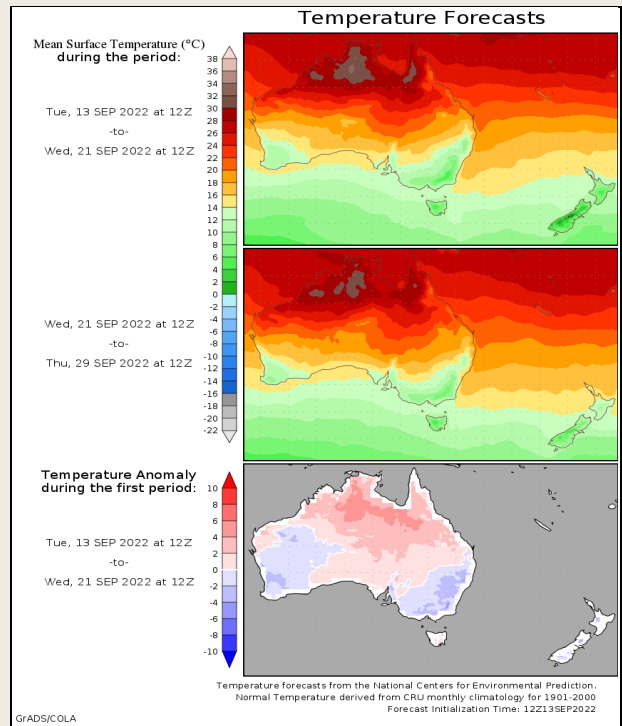 Temperature Forecasts
Mean Surface Temperature (°C)
during the period:
Tue, 13 SEP 2022 at 12Z
-to-
Wed, 21 SEP 2022 at 12Z
38
36
34
32
30
28
26
24
22
20
18
16
14
12
10
8
6
4
2
0
-2
-4
-6
-8
-10
-12
-14
-16
-18
-20
-22
Wed, 21 SEP 2022 at 12Z
-to-
Thu, 29 SEP 2022 at 12Z
Temperature Anomaly
during the first period:
Tue, 13 SEP 2022 at 12Z
-to-
Wed, 21 SEP 2022 at 12Z
10
8
6
4
2
0
-2
-4
-6
-8
-10
Temperature forecasts from the National Centers for Environmental Prediction.
Normal Temperature derived from CRU monthly climatology for 1901-2000
Forecast Initialization Time: 12Z13SEP2022
GrADS/COLA